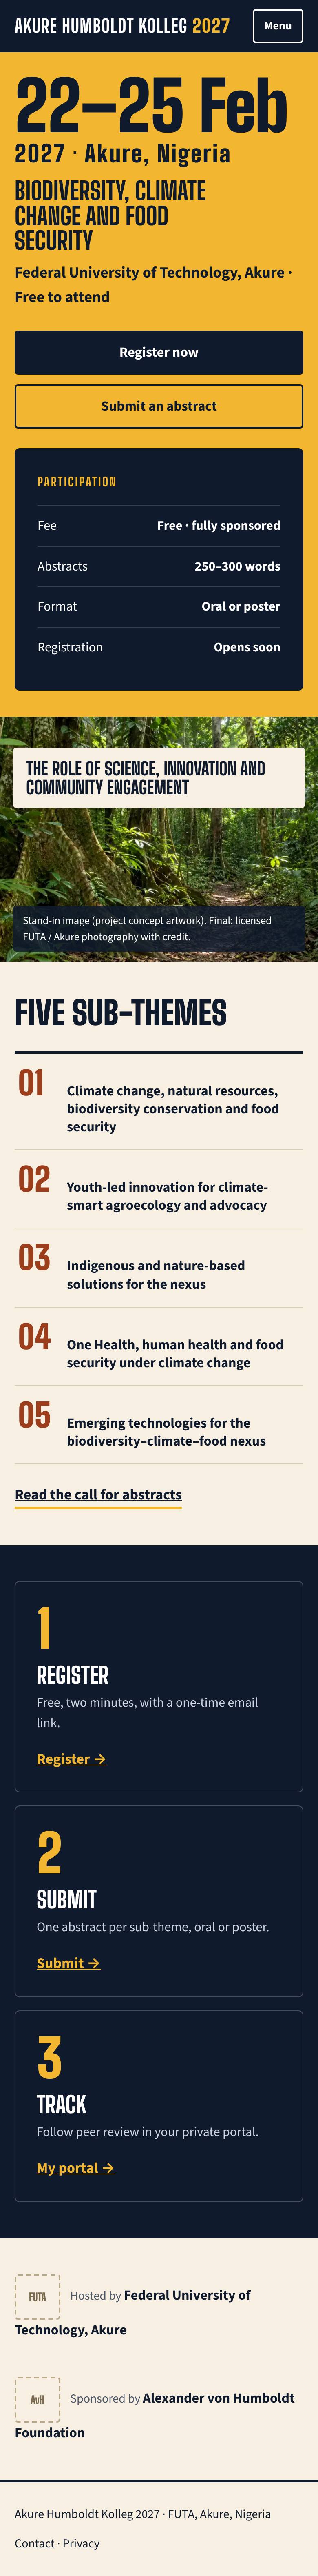 AKURE HUMBOLDT KOLLEG 2027
Menu
22–25 Feb
2027 · Akure, Nigeria
BIODIVERSITY, CLIMATE
CHANGE AND FOOD
SECURITY
Federal University of Technology, Akure ·
Free to attend
Register now
Submit an abstract
PARTICIPATION
Fee Free · fully sponsored
Abstracts 250–300 words
Format Oral or poster
Registration Opens soon
THE ROLE OF SCIENCE, INNOVATION AND
COMMUNITY ENGAGEMENT
Stand-in image (project concept artwork). Final: licensed
FUTA / Akure photography with credit.
FIVE SUB-THEMES
01
Climate change, natural resources,
biodiversity conservation and food
security
02
Youth-led innovation for climate-
smart agroecology and advocacy
03
Indigenous and nature-based
solutions for the nexus
04
One Health, human health and food
security under climate change
05
Emerging technologies for the
biodiversity–climate–food nexus
Read the call for abstracts
1
REGISTER
Free, two minutes, with a one-time email
link.
Register →
2
SUBMIT
One abstract per sub-theme, oral or poster.
Submit →
3
TRACK
Follow peer review in your private portal.
My portal →
FUTA Hosted by Federal University of
Technology, Akure
AvH Sponsored by Alexander von Humboldt
Foundation
Akure Humboldt Kolleg 2027 · FUTA, Akure, Nigeria
Contact · Privacy